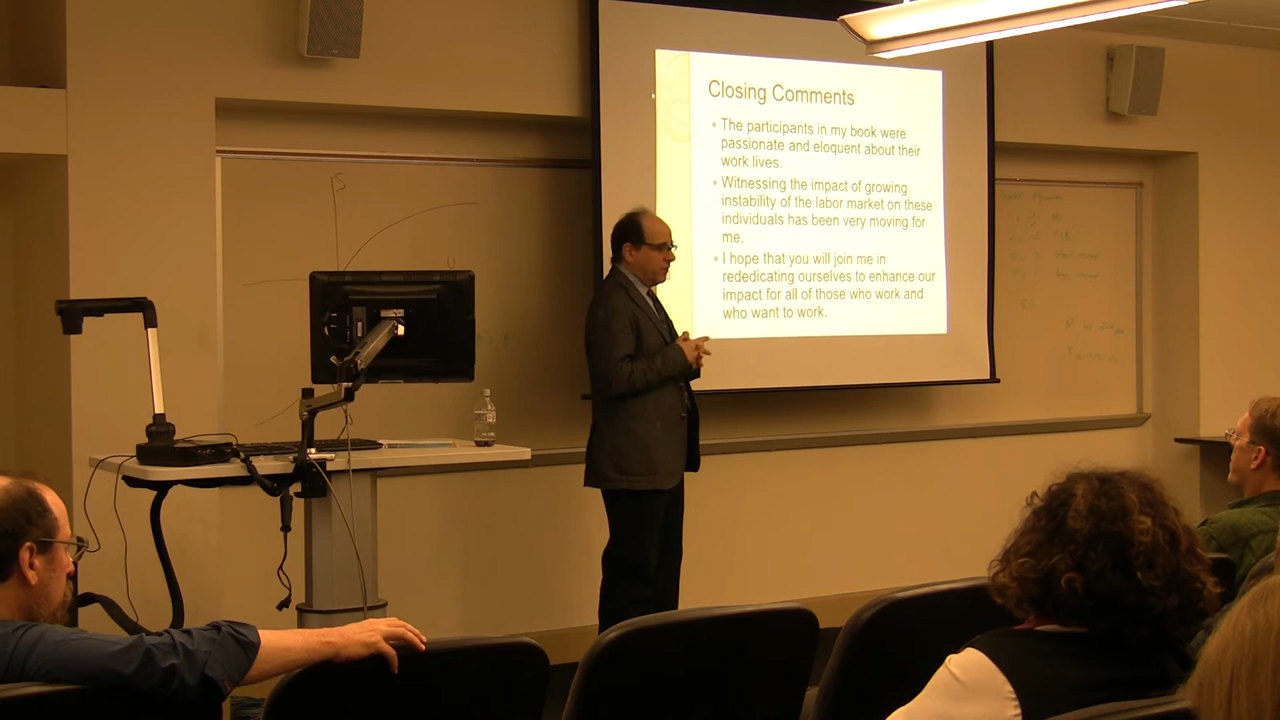 Closing Comments
• The participants in my book were
passionate and eloquent about their
work lives.
• Witnessing the impact of growing
instability of the labor market on these
individuals has been very moving for
me.
• I hope that you will join me in
rededicating ourselves to enhance our
impact for all of those who work and
who want to work.